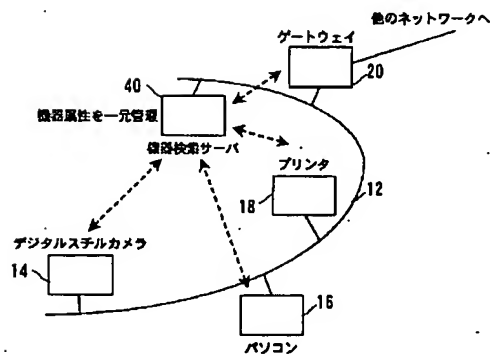 他のネットワークへ
ゲートウェイ
20
40
機器属性を一元管理
機器検索サーバ
プリンタ
18
12
デジタルスチルカメラ
14
16
パソコン